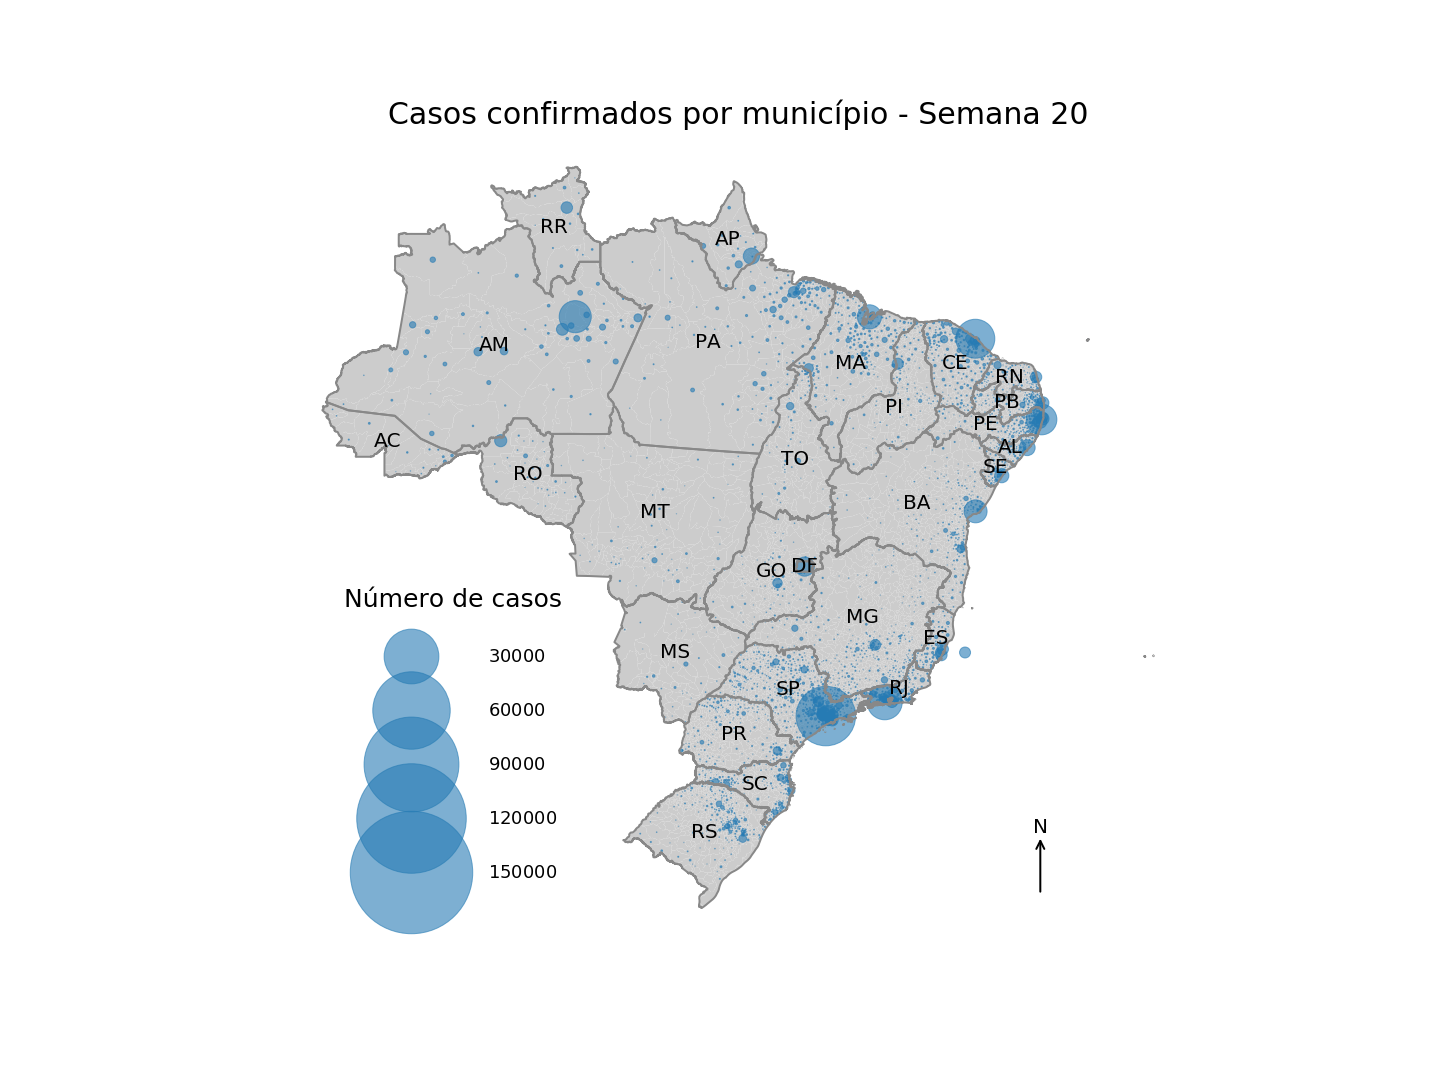 Casos confirmados por município - Semana 20
RR
AP
AM
PA
MA
CE
RN
PB
PI
PE
AC
AL
TO
SE
RO
BA
MT
GO
DF
Número de casos
MG
ES
30000
MS
SP
RJ
60000
PR
90000
SC
120000
RS
N
150000